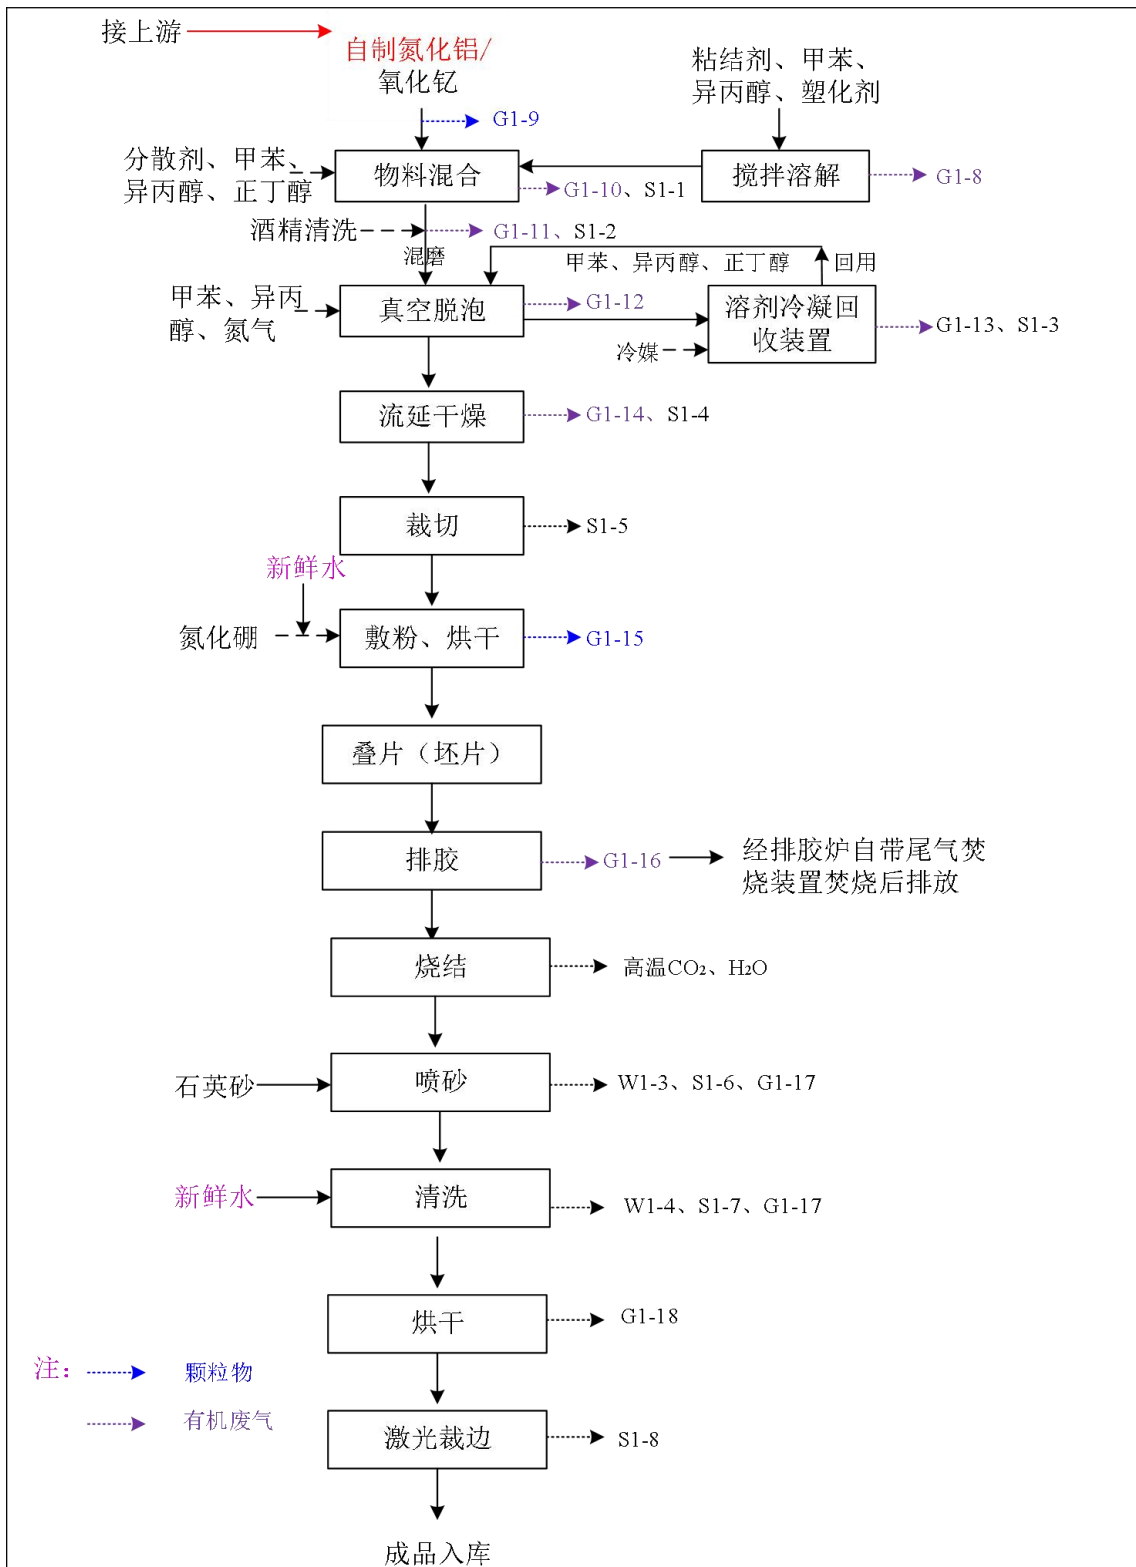 接上游
自制氮化铝/
氧化钇
粘结剂、甲苯、
异丙醇、塑化剂
G1-9
分散剂、甲苯、
异丙醇、正丁醇
物料混合
搅拌溶解
G1-8
G1-10、S1-1
酒精清洗
G1-11、S1-2
混磨
甲苯、异丙醇、正丁醇
回用
甲苯、异丙
醇、氮气
真空脱泡
G1-12
溶剂冷凝回
收装置
G1-13、S1-3
冷媒
流延干燥
G1-14、S1-4
裁切
S1-5
新鲜水
氮化硼
敷粉、烘干
G1-15
叠片（坯片）
排胶
G1-16
经排胶炉自带尾气焚
烧装置焚烧后排放
烧结
高温CO₂、H₂O
石英砂
喷砂
W1-3、S1-6、G1-17
新鲜水
清洗
W1-4、S1-7、G1-17
烘干
G1-18
注：
颗粒物
有机废气
激光裁边
S1-8
成品入库